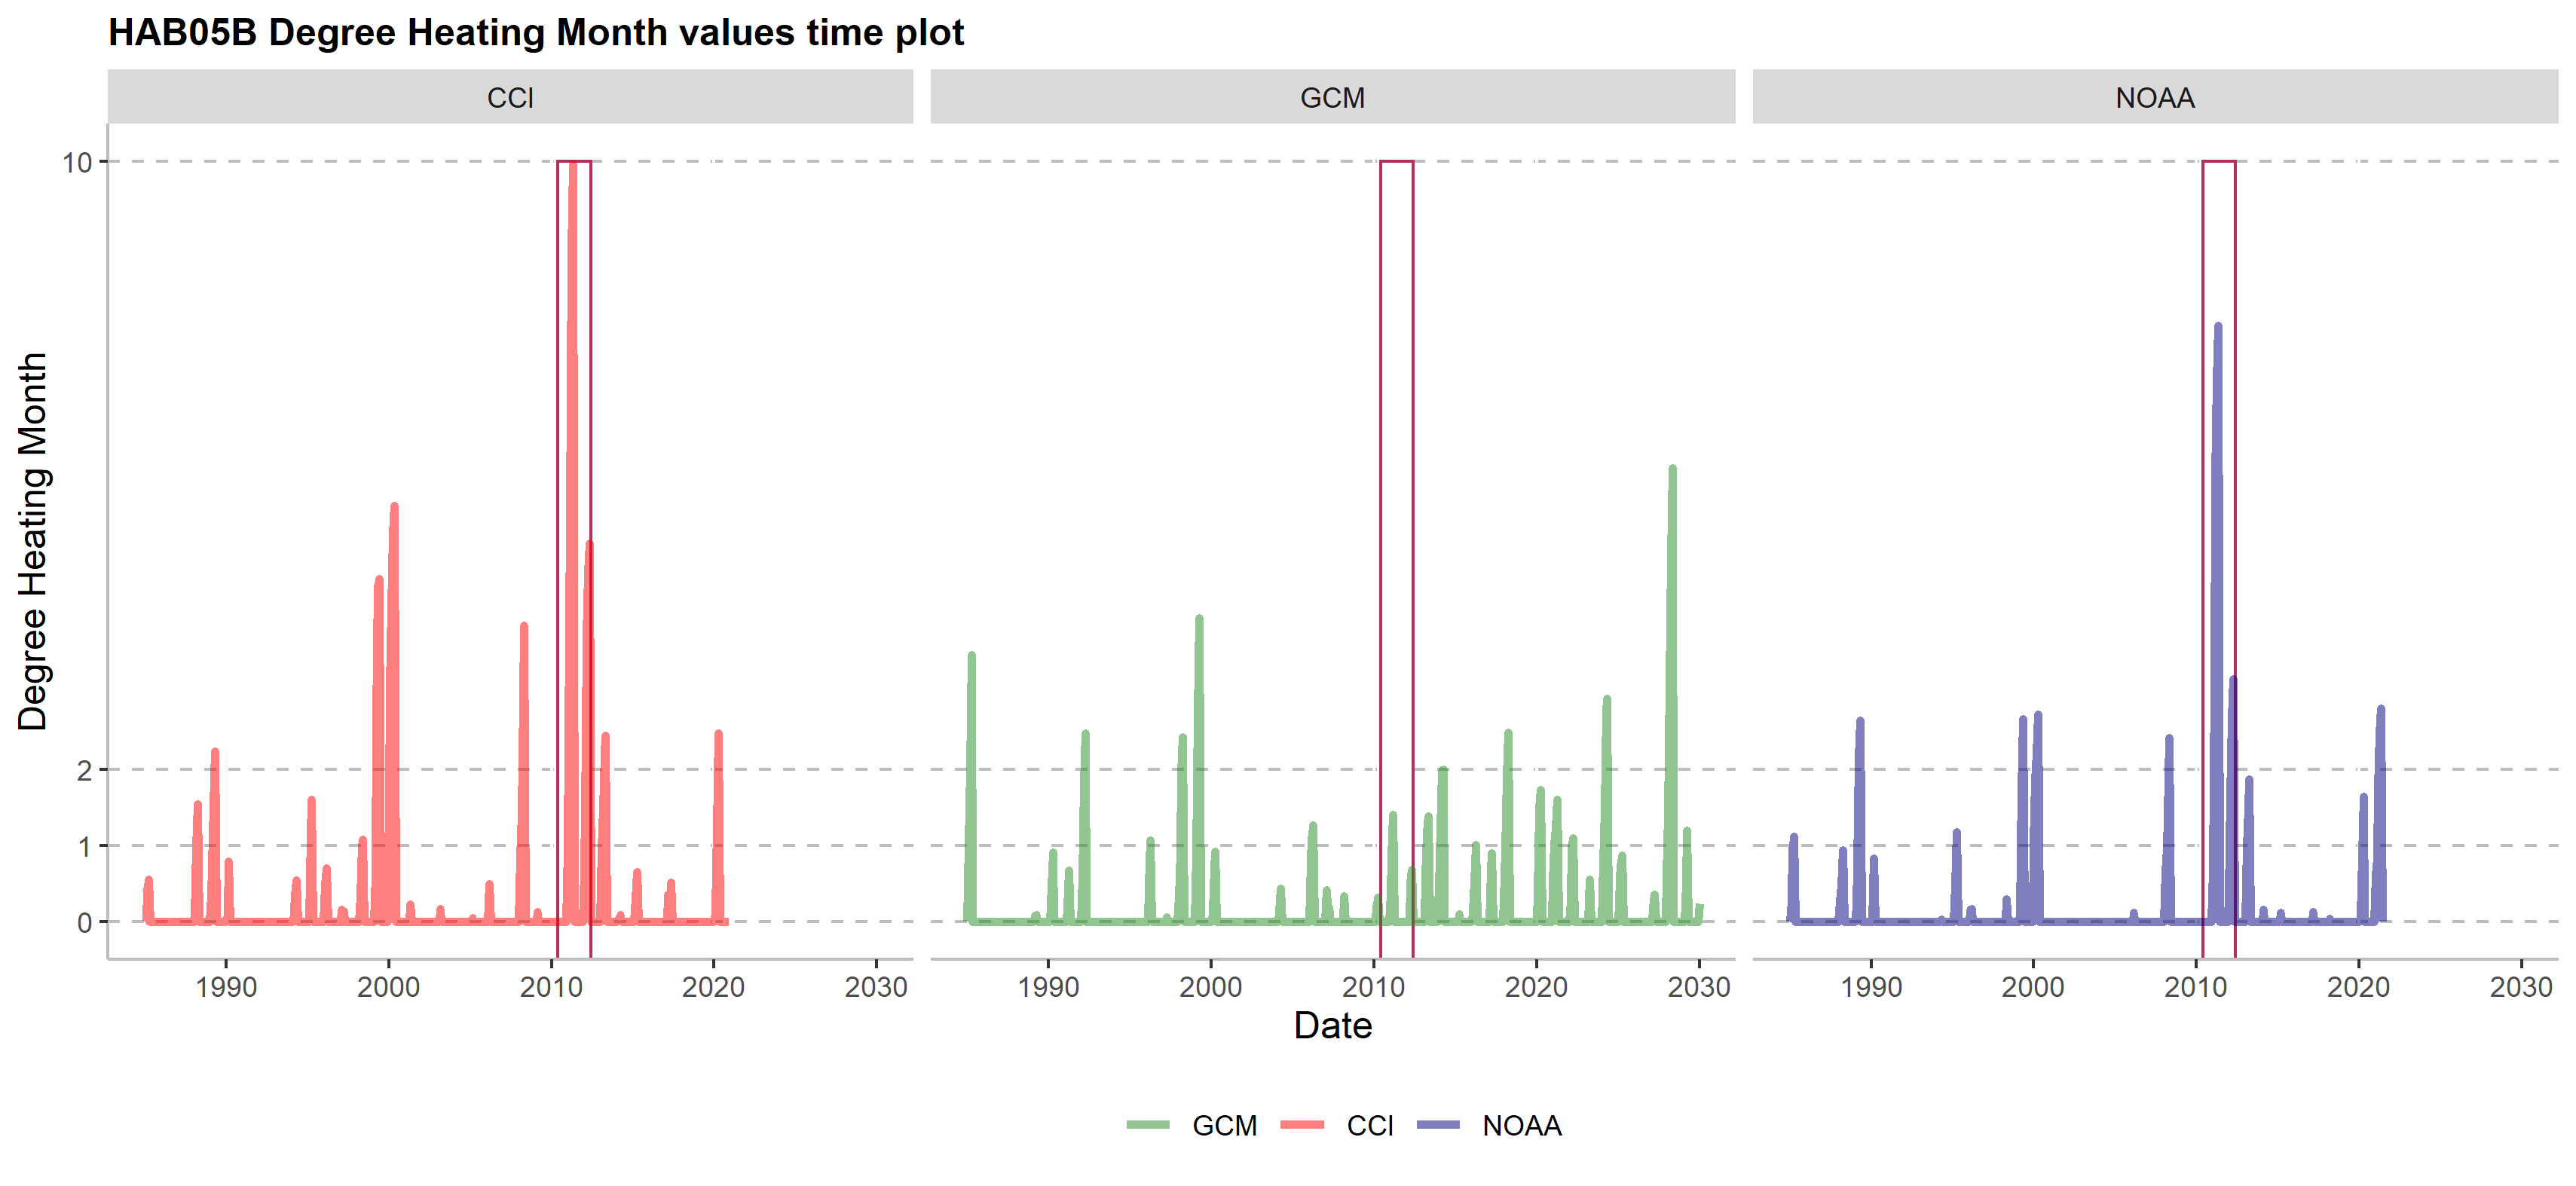 HAB05B Degree Heating Month values time plot
CCI GCM NOAA
Degree Heating Month
10
2
1
0
1990 2000 2010 2020 2030 1990 2000 2010 2020 2030 1990 2000 2010 2020 2030
Date
GCM CCI NOAA